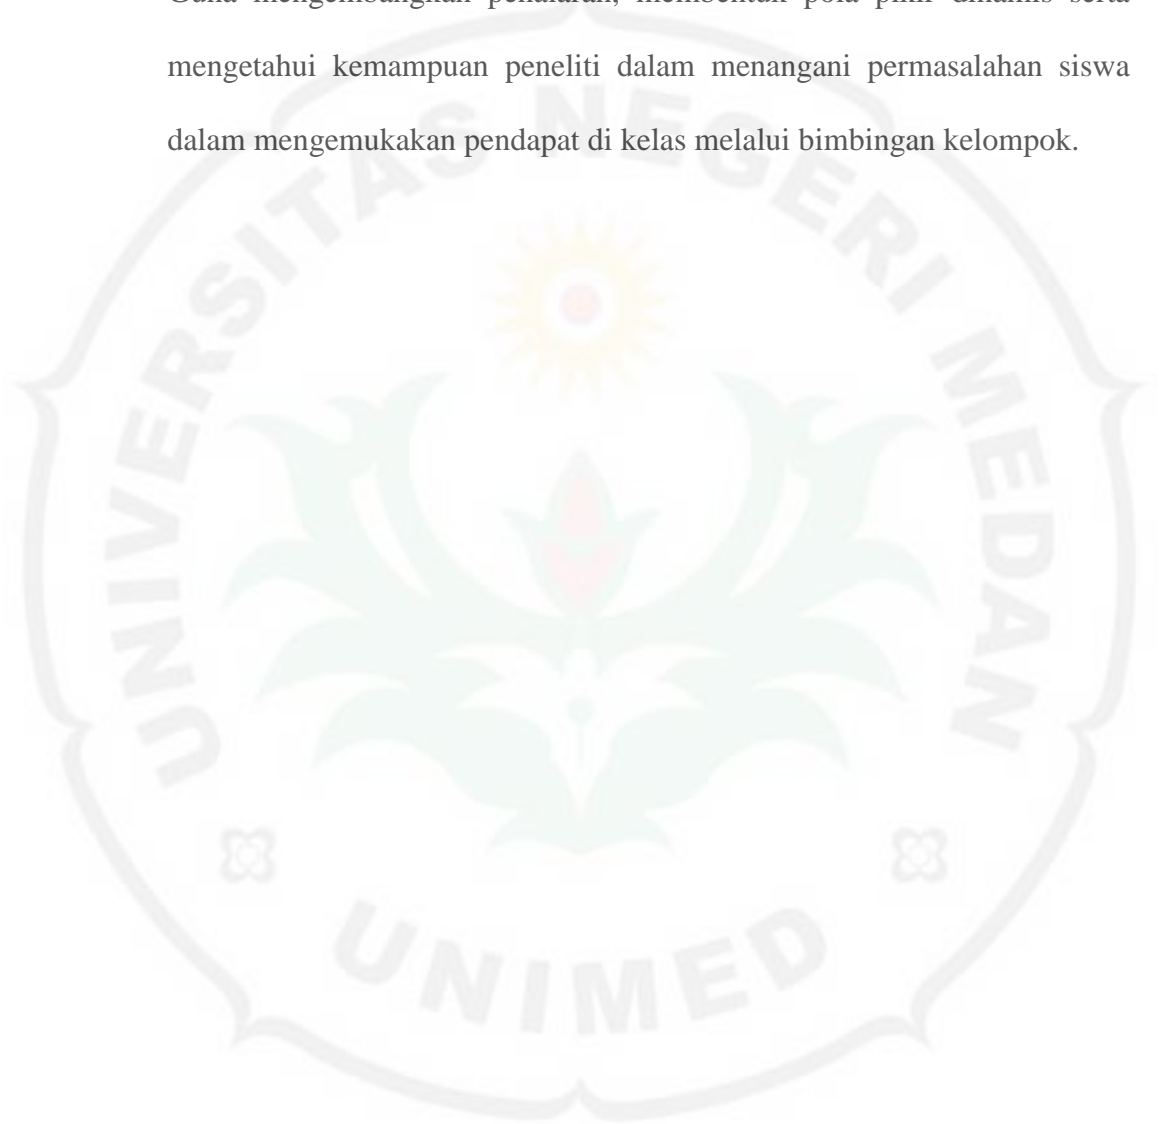 Guna mengembangkan penalaran, membentuk pola pikir dinamis serta
mengetahui kemampuan peneliti dalam menangani permasalahan siswa
dalam mengemukakan pendapat di kelas melalui bimbingan kelompok.
UNIVERSITAS NEGERI MEDAN
UNIMED